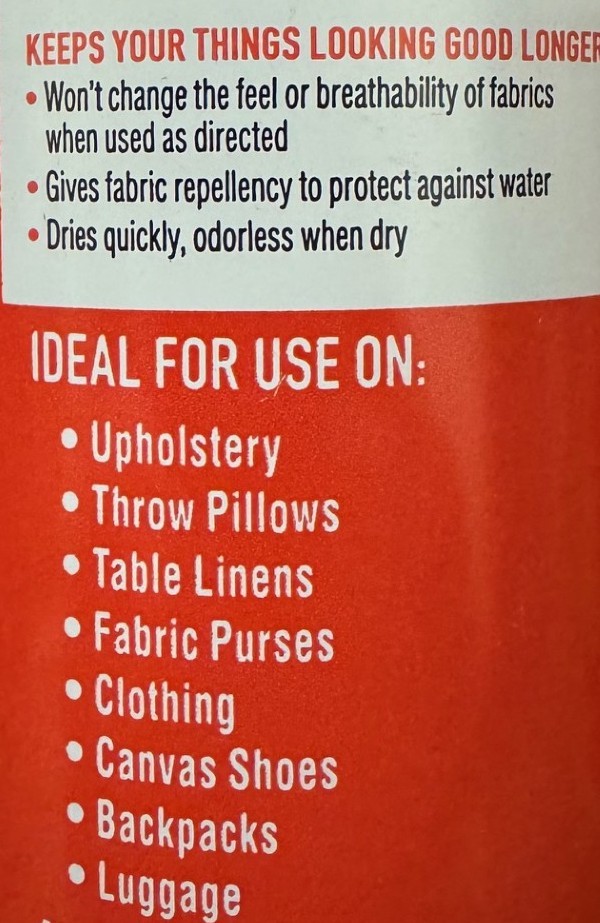 KEEPS YOUR THINGS LOOKING GOOD LONGER
• Won't change the feel or breathability of fabrics
when used as directed
• Gives fabric repellency to protect against water
• Dries quickly, odorless when dry
IDEAL FOR USE ON:
• Upholstery
• Throw Pillows
• Table Linens
• Fabric Purses
• Clothing
• Canvas Shoes
• Backpacks
• Luggage